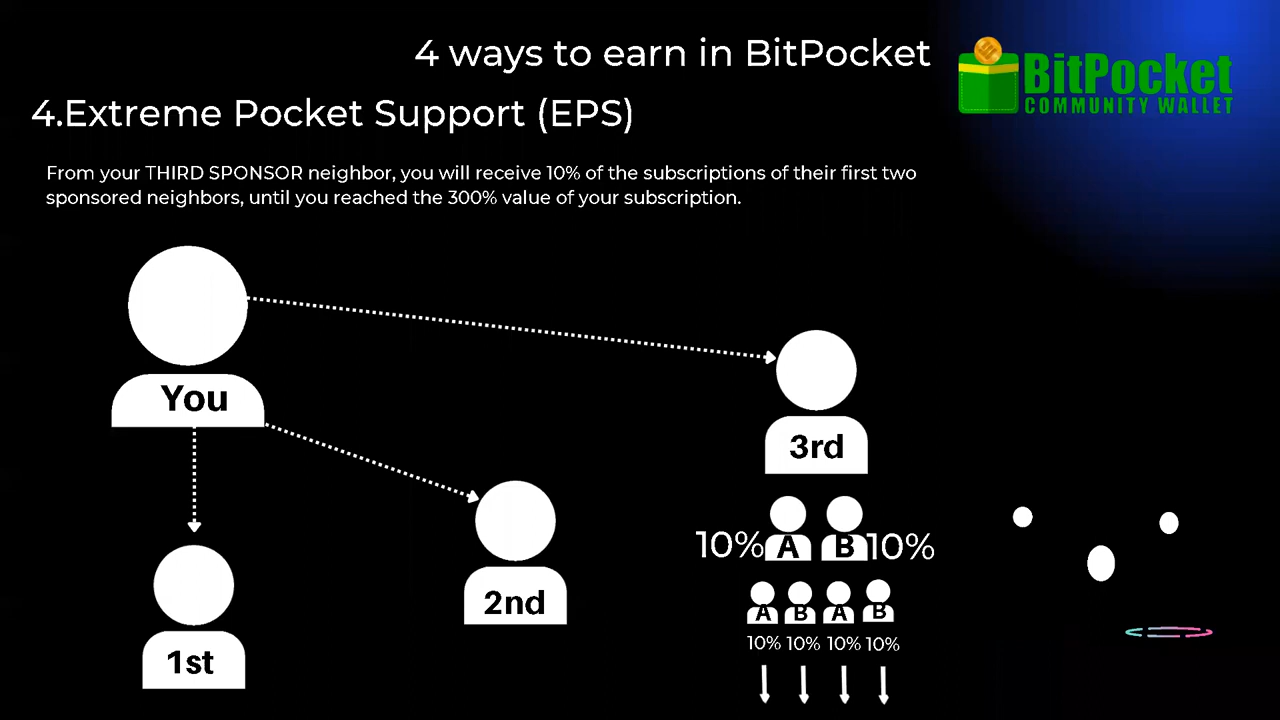 4 ways to earn in BitPocket
BitPocket
COMMUNITY WALLET
4.Extreme Pocket Support (EPS)
From your THIRD SPONSOR neighbor, you will receive 10% of the subscriptions of their first two
sponsored neighbors, until you reached the 300% value of your subscription.
You
3rd
10% A B 10%
2nd
A B A B
10% 10% 10% 10%
1st